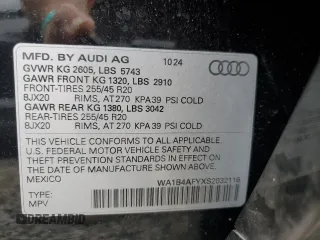 MFD. BY AUDI AG 10 24
GVWR KG 2605, LBS 5743
GAWR FRONT KG 1320, LBS 2910
FRONT-TIRES 255/45 R20
8JX20 RIMS, AT 270 KPA 39 PSI COLD
GAWR REAR KG 1380, LBS 3042
REAR-TIRES 255/45 R20
8JX20 RIMS, AT 270 KPA 39 PSI COLD
THIS VEHICLE CONFORMS TO ALL APPLICABLE
U.S. FEDERAL MOTOR VEHICLE SAFETY AND
THEFT PREVENTION STANDARDS IN EFFECT ON
THE DATE OF MANUFACTURE SHOWN ABOVE.
MEXICO
TYPE:
MPV